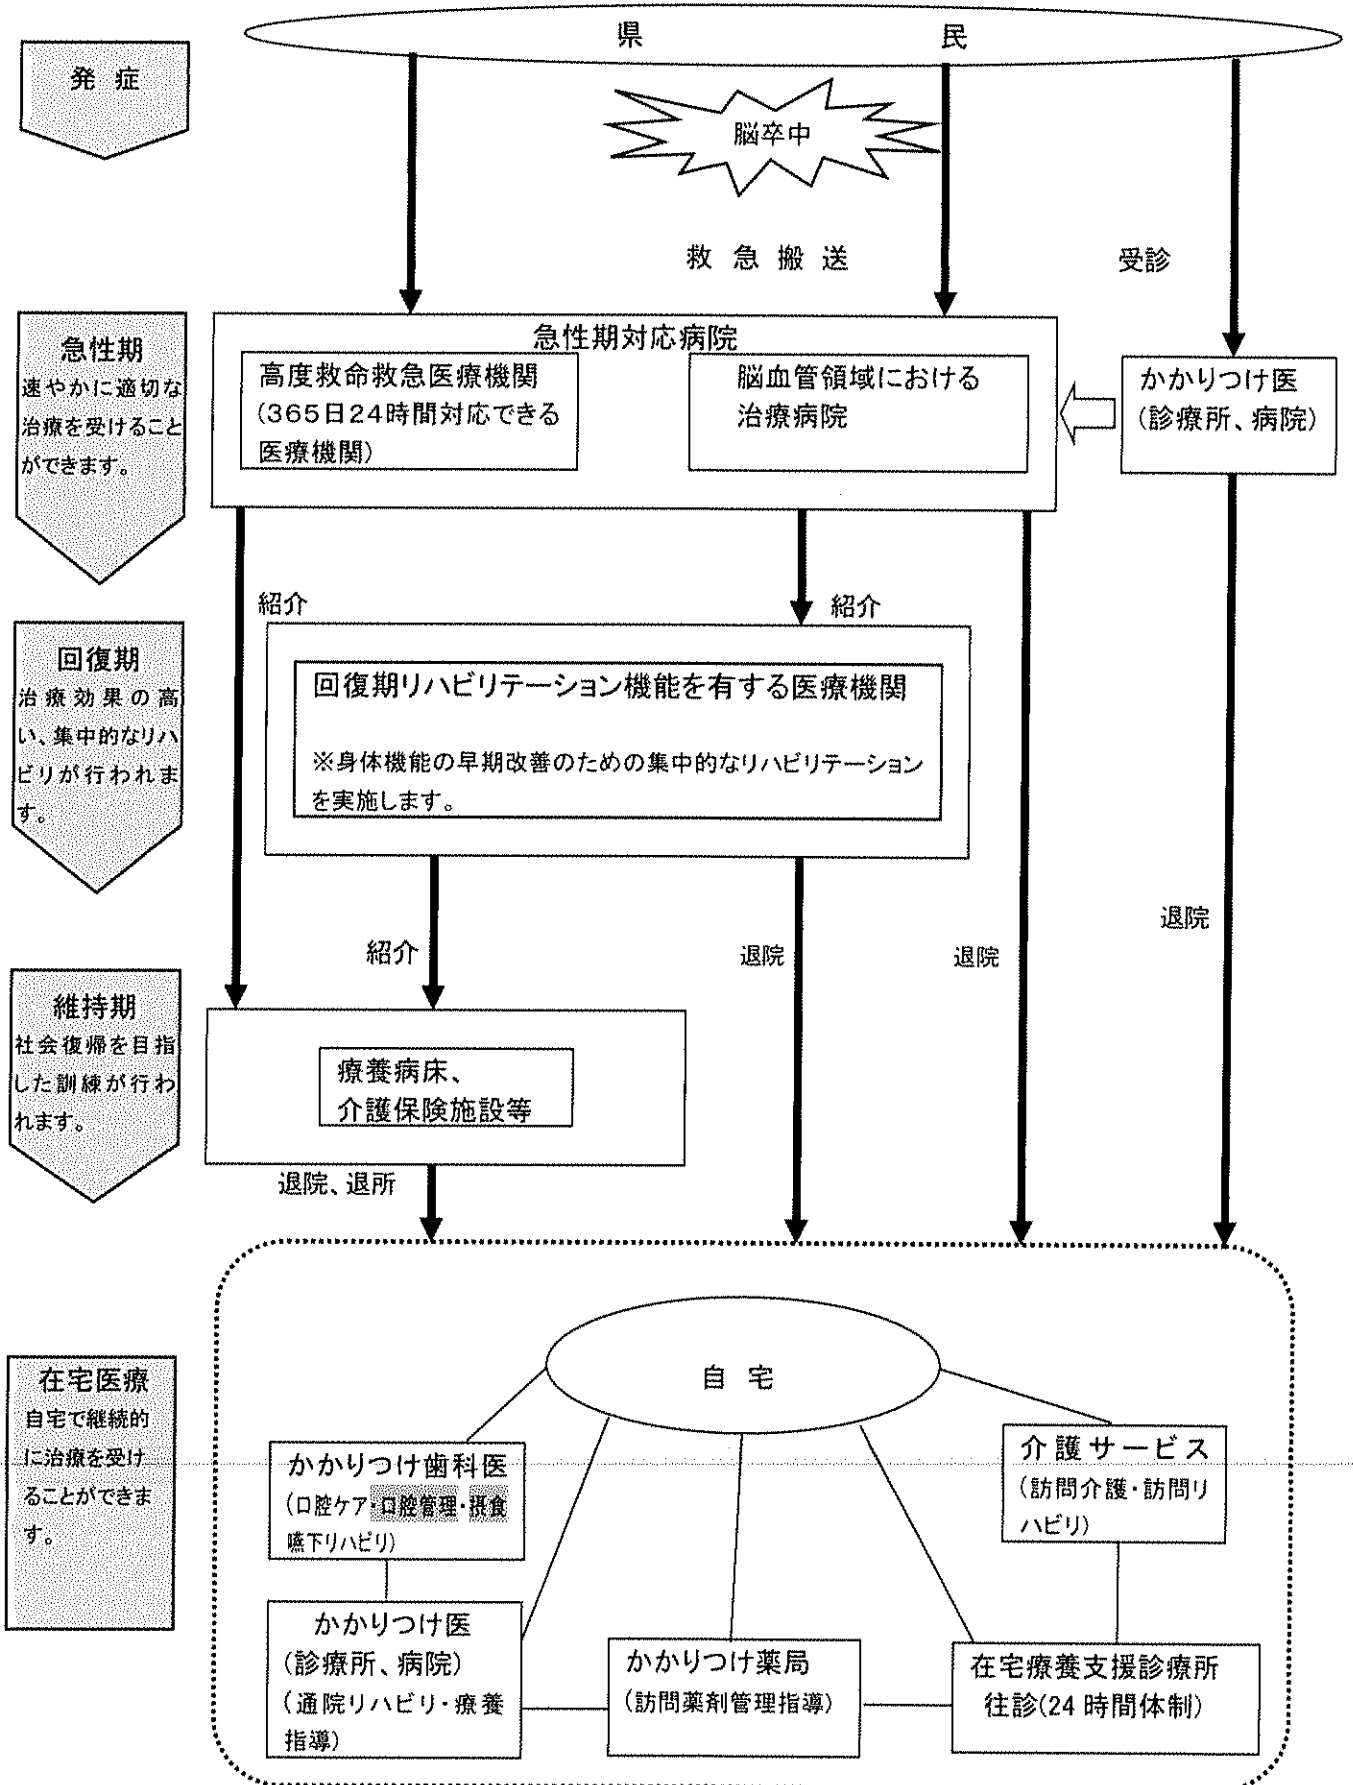 県 民
発 症
脳卒中
救 急 搬 送
受診
急性期
速やかに適切な
治療を受けること
ができます。
急性期対応病院
高度救命救急医療機関
(365日24時間対応できる
医療機関)
脳血管領域における
治療病院
かかりつけ医
(診療所、病院)
紹介
紹介
回復期
治療効果の高
い、集中的なリハ
ビリが行われま
す。
回復期リハビリテーション機能を有する医療機関
※身体機能の早期改善のための集中的なリハビリテーション
を実施します。
紹介
退院
退院
退院
維持期
社会復帰を目指
した訓練が行わ
れます。
療養病床、
介護保険施設等
退院、退所
在宅医療
自宅で継続的
に治療を受け
ることができま
す。
自 宅
かかりつけ歯科医
(口腔ケア・口腔管理・摂食
嚥下リハビリ)
介護サービス
(訪問介護・訪問リ
ハビリ)
かかりつけ医
(診療所、病院)
(通院リハビリ・療養
指導)
かかりつけ薬局
(訪問薬剤管理指導)
在宅療養支援診療所
往診(24時間体制)